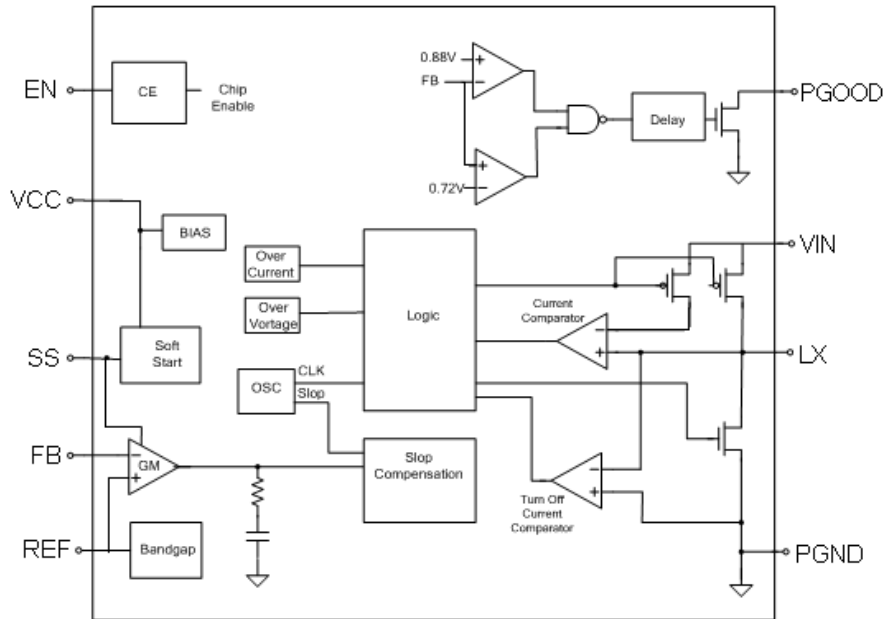 0.88V
FB
EN
CE
Chip
Enable
PGOOD
Delay
0.72V
VCC
BIAS
VIN
Over
Current
Logic
Current
Comparator
Over
Vortage
SS
Soft
Start
LX
OSC
CLK
Slop
FB
GM
Slop
Compensation
Turn Off
Current
Comparator
REF
Bandgap
PGND